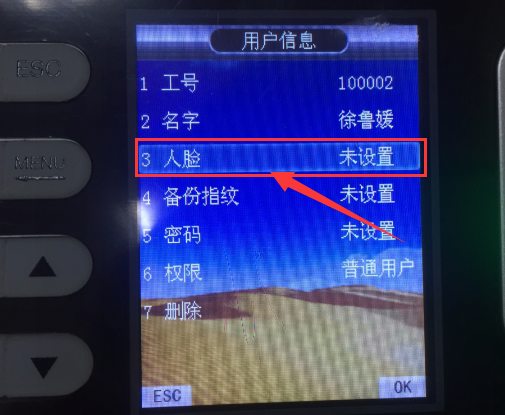 用户信息
ESC
1 工号 100002
2 名字 徐鲁媛
MENU
3 人脸 未设置
4 备份指纹 未设置
5 密码 未设置
6 权限 普通用户
7 删除
ESC OK